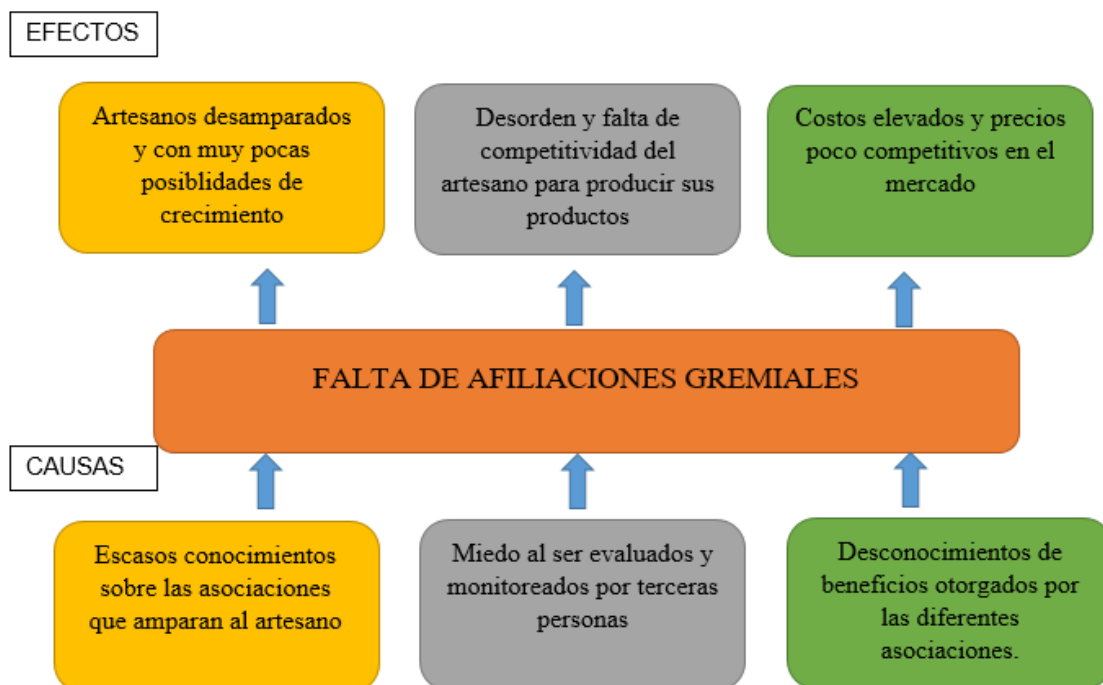 EFECTOS
Artesanos desamparados
y con muy pocas
posiblidades de
crecimiento
Desorden y falta de
competitividad del
artesano para producir sus
productos
Costos elevados y precios
poco competitivos en el
mercado
FALTA DE AFILIACIONES GREMIALES
CAUSAS
Escasos conocimientos
sobre las asociaciones
que amparan al artesano
Miedo al ser evaluados y
monitoreados por terceras
personas
Desconocimientos de
beneficios otorgados por
las diferentes
asociaciones.